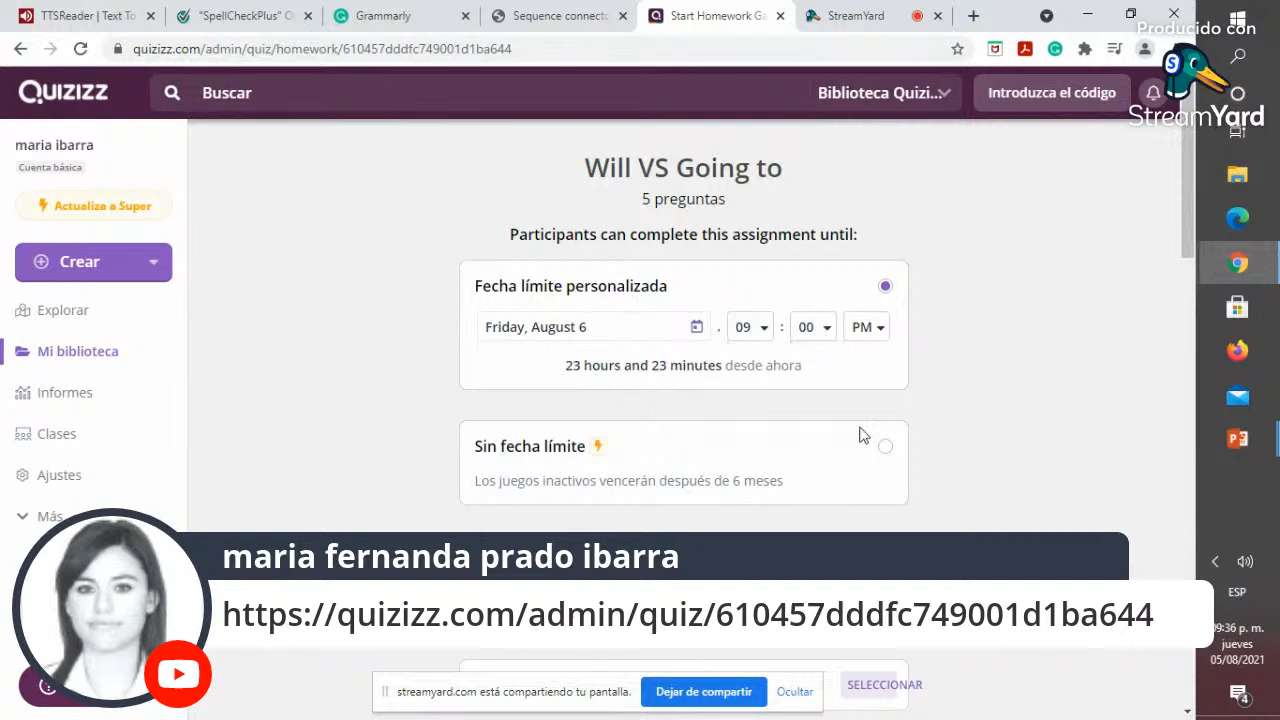 TTSReader | Text To
"SpellCheckPlus" O
Grammarly
Sequence connecto
Start Homework Ga
StreamYard
quizizz.com/admin/quiz/homework/610457dddfc749001d1ba644
Producido con
StreamYard
QUIZIZZ
Buscar
Biblioteca Quizi...
Introduzca el código
maria ibarra
Cuenta básica
Actualiza a Super
Crear
Explorar
Mi biblioteca
Informes
Clases
Ajustes
Más
Will VS Going to
5 preguntas
Participants can complete this assignment until:
Fecha límite personalizada
Friday, August 6 , 09 : 00 PM
23 hours and 23 minutes desde ahora
Sin fecha límite
Los juegos inactivos vencerán después de 6 meses
maria fernanda prado ibarra
https://quizizz.com/admin/quiz/610457dddfc749001d1ba644
streamyard.com está compartiendo tu pantalla.
Dejar de compartir
Ocultar
SELECCIONAR
ESP
09:36 p. m.
jueves
05/08/2021
4